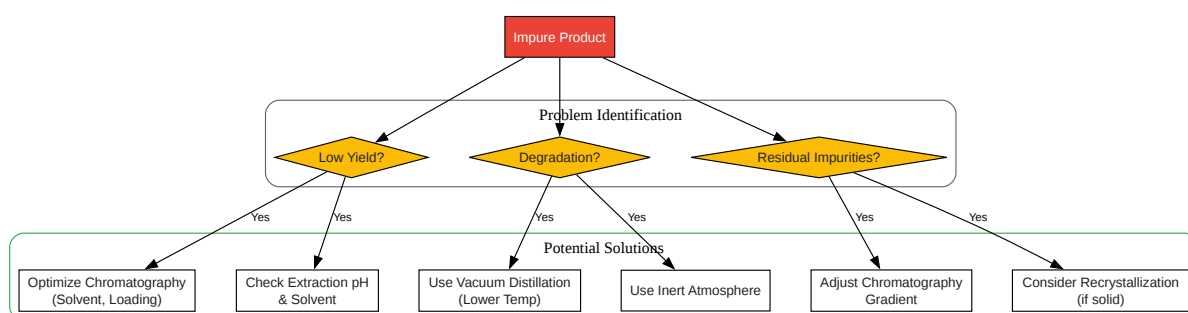 Impure Product
Problem Identification
Low Yield?
Degradation?
Residual Impurities?
Yes
Yes
Yes
Yes
Yes
Yes
Potential Solutions
Optimize Chromatography
(Solvent, Loading)
Check Extraction pH
& Solvent
Use Vacuum Distillation
(Lower Temp)
Use Inert Atmosphere
Adjust Chromatography
Gradient
Consider Recrystallization
(if solid)